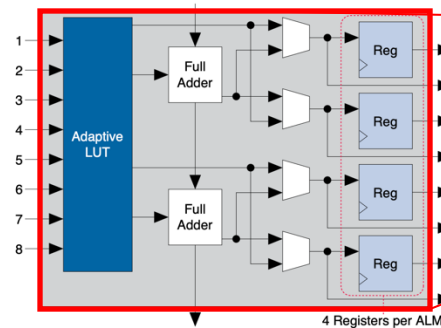 1
2
3
4
5
6
7
8
Adaptive
LUT
Full
Adder
Full
Adder
Reg
Reg
Reg
Reg
4 Registers per ALM